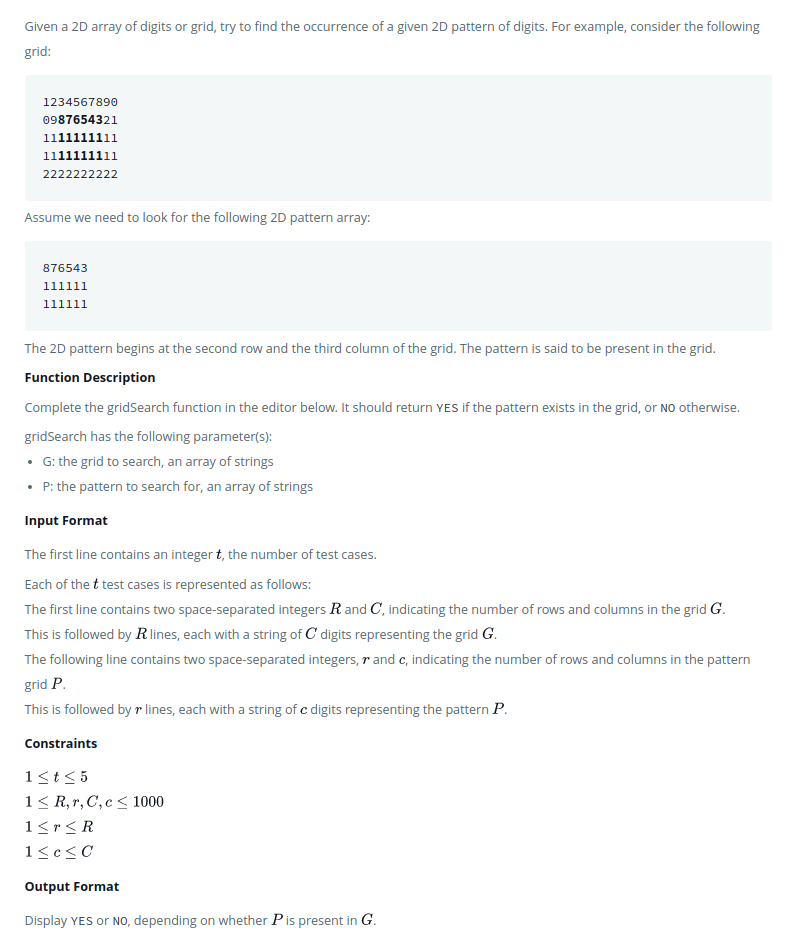 Given a 2D array of digits or grid, try to find the occurrence of a given 2D pattern of digits. For example, consider the following
grid:
1234567890
0987654321
1111111111
1111111111
2222222222
Assume we need to look for the following 2D pattern array:
876543
111111
111111
The 2D pattern begins at the second row and the third column of the grid. The pattern is said to be present in the grid.
Function Description
Complete the gridSearch function in the editor below. It should return YES if the pattern exists in the grid, or NO otherwise.
gridSearch has the following parameter(s):
• G: the grid to search, an array of strings
• P: the pattern to search for, an array of strings
Input Format
The first line contains an integer t, the number of test cases.
Each of the t test cases is represented as follows:
The first line contains two space-separated integers R and C, indicating the number of rows and columns in the grid G.
This is followed by R lines, each with a string of C digits representing the grid G.
The following line contains two space-separated integers, r and c, indicating the number of rows and columns in the pattern
grid P.
This is followed by r lines, each with a string of c digits representing the pattern P.
Constraints
1 ≤ t ≤ 5
1 ≤ R, r, C, c ≤ 1000
1 ≤ r ≤ R
1 ≤ c ≤ C
Output Format
Display YES or NO, depending on whether P is present in G.